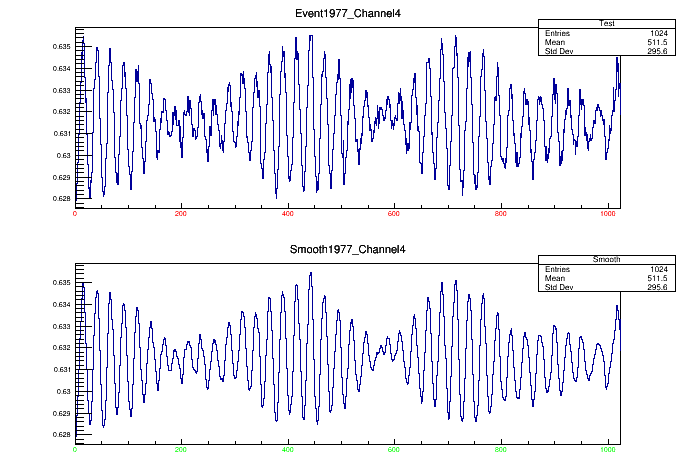 Event1977_Channel4
Test
Entries 1024
Mean 511.5
Std Dev 295.6
0.635
0.634
0.633
0.632
0.631
0.63
0.629
0.628
0 200 400 600 800 1000
Smooth1977_Channel4
Smooth
Entries 1024
Mean 511.5
Std Dev 295.6
0.635
0.634
0.633
0.632
0.631
0.63
0.629
0.628
0 200 400 600 800 1000